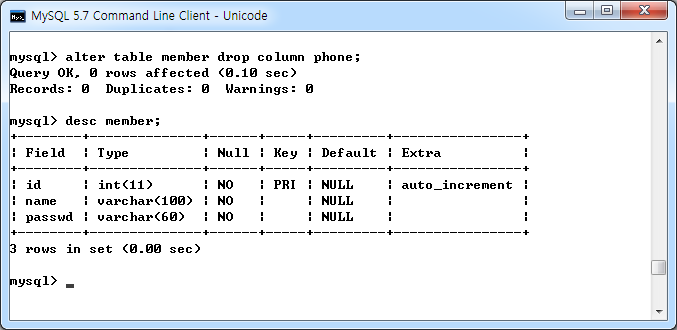 MySQL 5.7 Command Line Client - Unicode
mysql> alter table member drop column phone;
Query OK, 0 rows affected (0.10 sec)
Records: 0  Duplicates: 0  Warnings: 0
mysql> desc member;
+--------+--------------+------+-----+---------+----------------+
| Field  | Type         | Null | Key | Default | Extra          |
+--------+--------------+------+-----+---------+----------------+
| id     | int(11)      | NO   | PRI | NULL    | auto_increment |
| name   | varchar(100) | NO   |     | NULL    |                |
| passwd | varchar(60)  | NO   |     | NULL    |                |
+--------+--------------+------+-----+---------+----------------+
3 rows in set (0.00 sec)
mysql> _